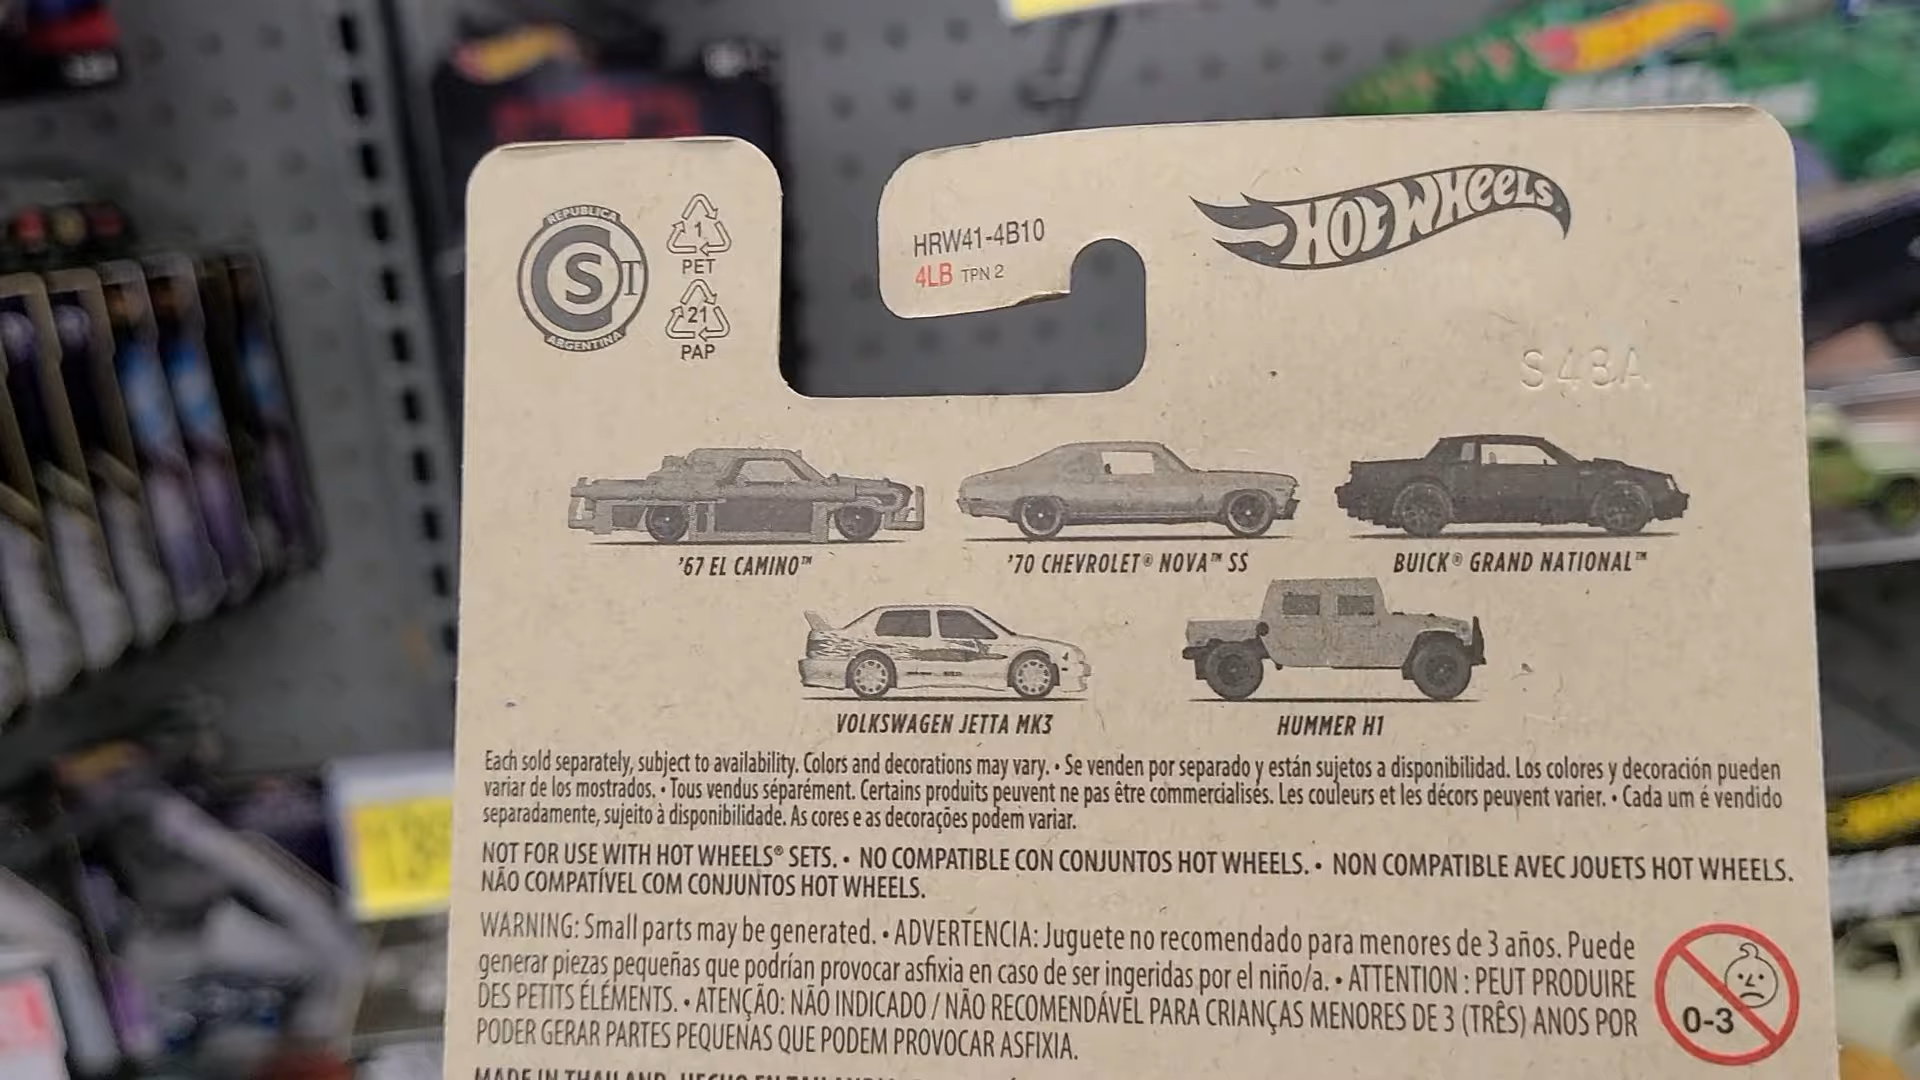 REPUBLICA
S T
ARGENTINA
1
PET
21
PAP
HRW41-4B10
4LB TPN 2
HOT WHEELS
S48A
'67 EL CAMINO™
'70 CHEVROLET® NOVA™ SS
BUICK® GRAND NATIONAL™
VOLKSWAGEN JETTA MK3
HUMMER H1
Each sold separately, subject to availability. Colors and decorations may vary. • Se venden por separado y están sujetos a disponibilidad. Los colores y decoración pueden
variar de los mostrados. • Tous vendus séparément. Certains produits peuvent ne pas être commercialisés. Les couleurs et les décors peuvent varier. • Cada um é vendido
separadamente, sujeito à disponibilidade. As cores e as decorações podem variar.
NOT FOR USE WITH HOT WHEELS® SETS. • NO COMPATIBLE CON CONJUNTOS HOT WHEELS. • NON COMPATIBLE AVEC JOUETS HOT WHEELS.
NÃO COMPATÍVEL COM CONJUNTOS HOT WHEELS.
WARNING: Small parts may be generated. • ADVERTENCIA: Juguete no recomendado para menores de 3 años. Puede
generar piezas pequeñas que podrían provocar asfixia en caso de ser ingeridas por el niño/a. • ATTENTION : PEUT PRODUIRE
DES PETITS ÉLÉMENTS. • ATENÇÃO: NÃO INDICADO / NÃO RECOMENDÁVEL PARA CRIANÇAS MENORES DE 3 (TRÊS) ANOS POR
PODER GERAR PARTES PEQUENAS QUE PODEM PROVOCAR ASFIXIA.
0-3
MADE IN THAILAND. HECHO EN